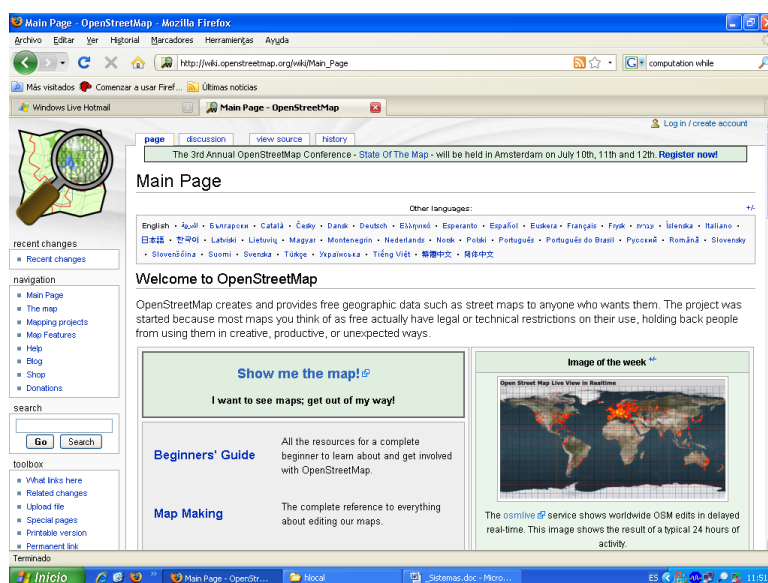 Main Page - OpenStreetMap - Mozilla Firefox
Archivo Editar Ver Historial Marcadores Herramientas Ayuda
http://wiki.openstreetmap.org/wiki/Main_Page
computation while
Más visitados Comenzar a usar Firef... Últimas noticias
Windows Live Hotmail
Main Page - OpenStreetMap
Log in / create account
page discussion view source history
The 3rd Annual OpenStreetMap Conference - State Of The Map - will be held in Amsterdam on July 10th, 11th and 12th. Register now!
Main Page
Other languages:
+/-
English • العربية • Български • Català • Česky • Dansk • Deutsch • Ελληνικά • Esperanto • Español • Euskera • Français • Frysk • עברית • Íslenska • Italiano •
日本語 • 한국어 • Latviski • Lietuvių • Magyar • Montenegrin • Nederlands • Norsk • Polski • Português • Português do Brasil • Русский • Română • Slovensky
• Slovenščina • Suomi • Svenska • Türkçe • Українська • Tiếng Việt • 繁體中文 • 简体中文
Welcome to OpenStreetMap
OpenStreetMap creates and provides free geographic data such as street maps to anyone who wants them. The project was
started because most maps you think of as free actually have legal or technical restrictions on their use, holding back people
from using them in creative, productive, or unexpected ways.
recent changes
Recent changes
navigation
Main Page
The map
Mapping projects
Map Features
Help
Blog
Shop
Donations
search
Go Search
toolbox
What links here
Related changes
Upload file
Special pages
Printable version
Permanent link
Show me the map!
I want to see maps; get out of my way!
Beginners' Guide
All the resources for a complete
beginner to learn about and get involved
with OpenStreetMap.
Map Making
The complete reference to everything
about editing our maps.
Image of the week +/-
Open Street Map Live View in Realtime
The osmlive service shows worldwide OSM edits in delayed
real-time. This image shows the result of a typical 24 hours of
activity.
Terminado
Inicio
Main Page - OpenStr...
hlocal
_Sistemas.doc - Micro...
ES